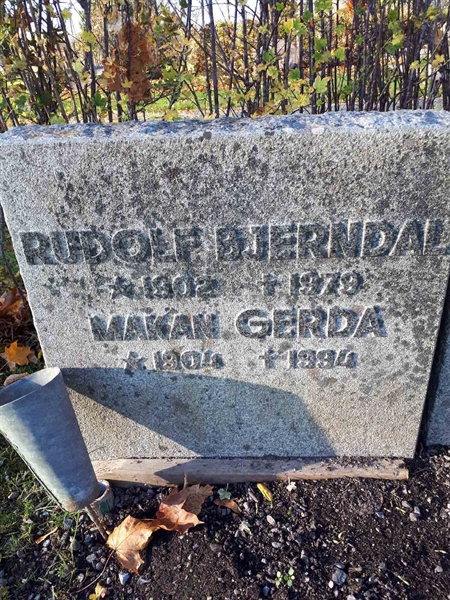 RUDOLF BJERNDAL
☆ 1902 † 1979
MAKAN GERDA
☆ 1904 † 1994